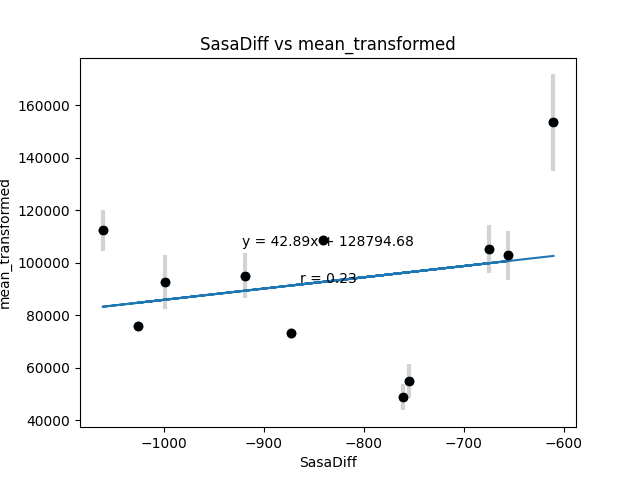 SasaDiff vs mean_transformed
160000
140000
120000
100000
80000
60000
40000
mean_transformed
y = 42.89x + 128794.68
r = 0.23
−1000
−900
−800
−700
−600
SasaDiff